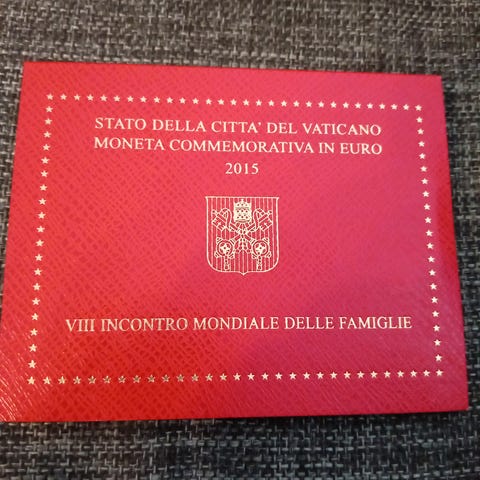 STATO DELLA CITTA' DEL VATICANO
MONETA COMMEMORATIVA IN EURO
2015
VIII INCONTRO MONDIALE DELLE FAMIGLIE